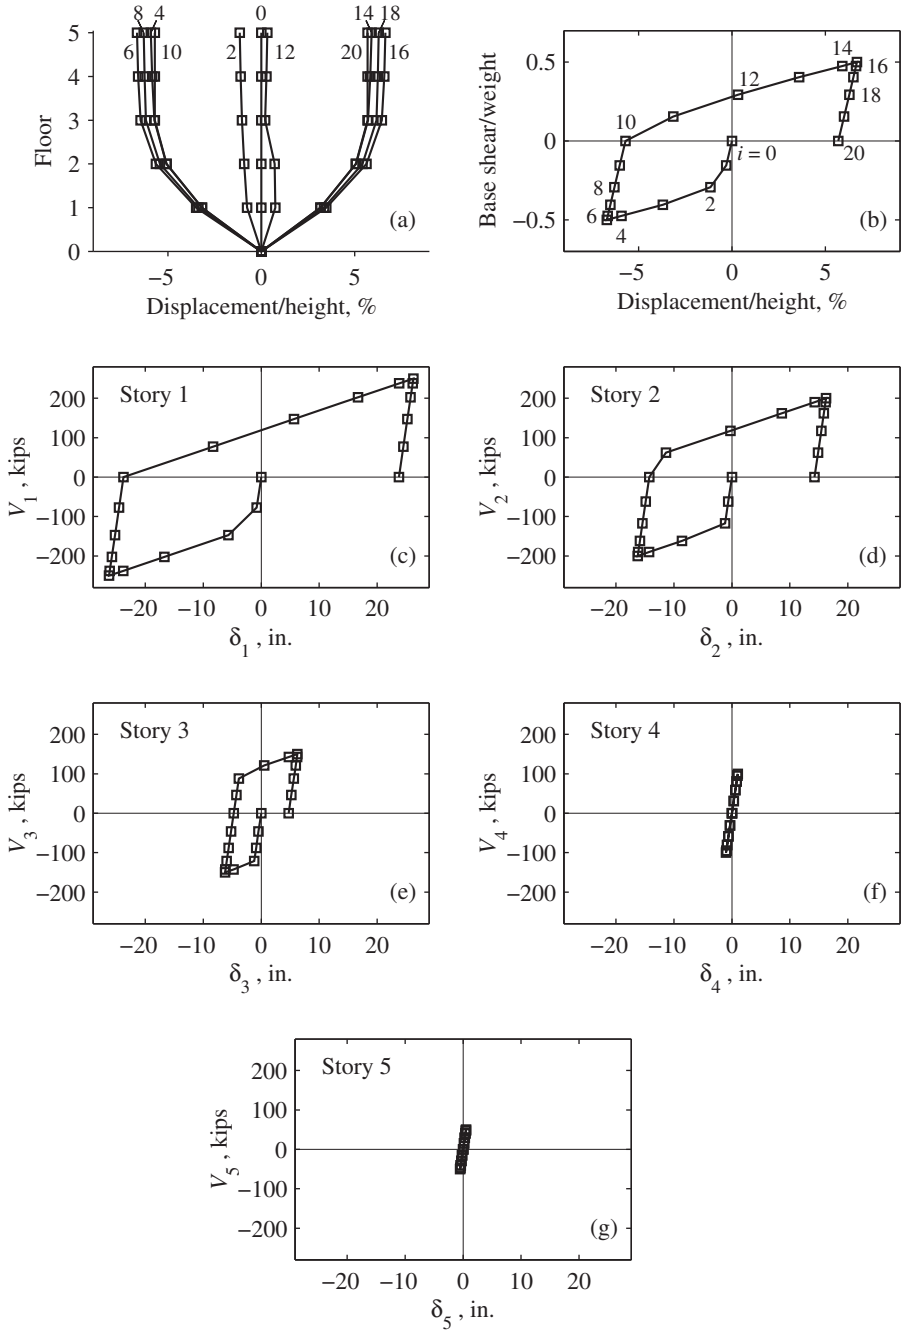 8 4 0 14 18
6 10 2 12 20 16
5
4
3
2
1
0
Floor
−5 0 5
Displacement/height, %
(a)
0.5
0
−0.5
Base shear/weight
14
16
12
18
10
i = 0 20
8
2
6
4
(b)
−5 0 5
Displacement/height, %
Story 1
200
100
0
−100
−200
V1 , kips
(c)
−20 −10 0 10 20
δ1 , in.
Story 2
200
100
0
−100
−200
V2 , kips
(d)
−20 −10 0 10 20
δ2 , in.
Story 3
200
100
0
−100
−200
V3 , kips
(e)
−20 −10 0 10 20
δ3 , in.
Story 4
200
100
0
−100
−200
V4 , kips
(f)
−20 −10 0 10 20
δ4 , in.
Story 5
200
100
0
−100
−200
V5 , kips
(g)
−20 −10 0 10 20
δ5 , in.